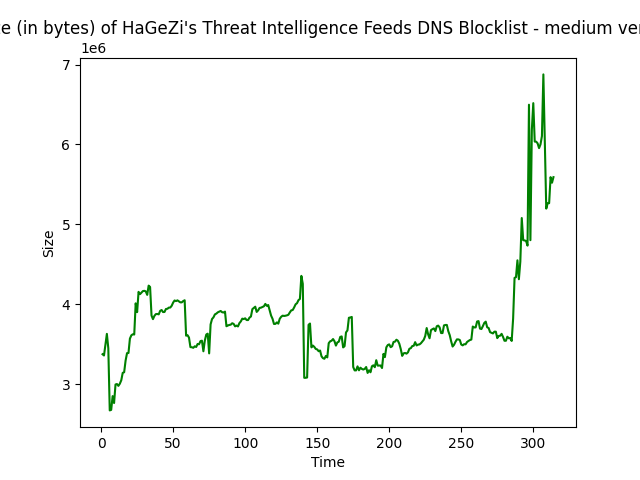 e (in bytes) of HaGeZi's Threat Intelligence Feeds DNS Blocklist - medium ver
1e6
7
6
5
4
3
Size
0 50 100 150 200 250 300
Time